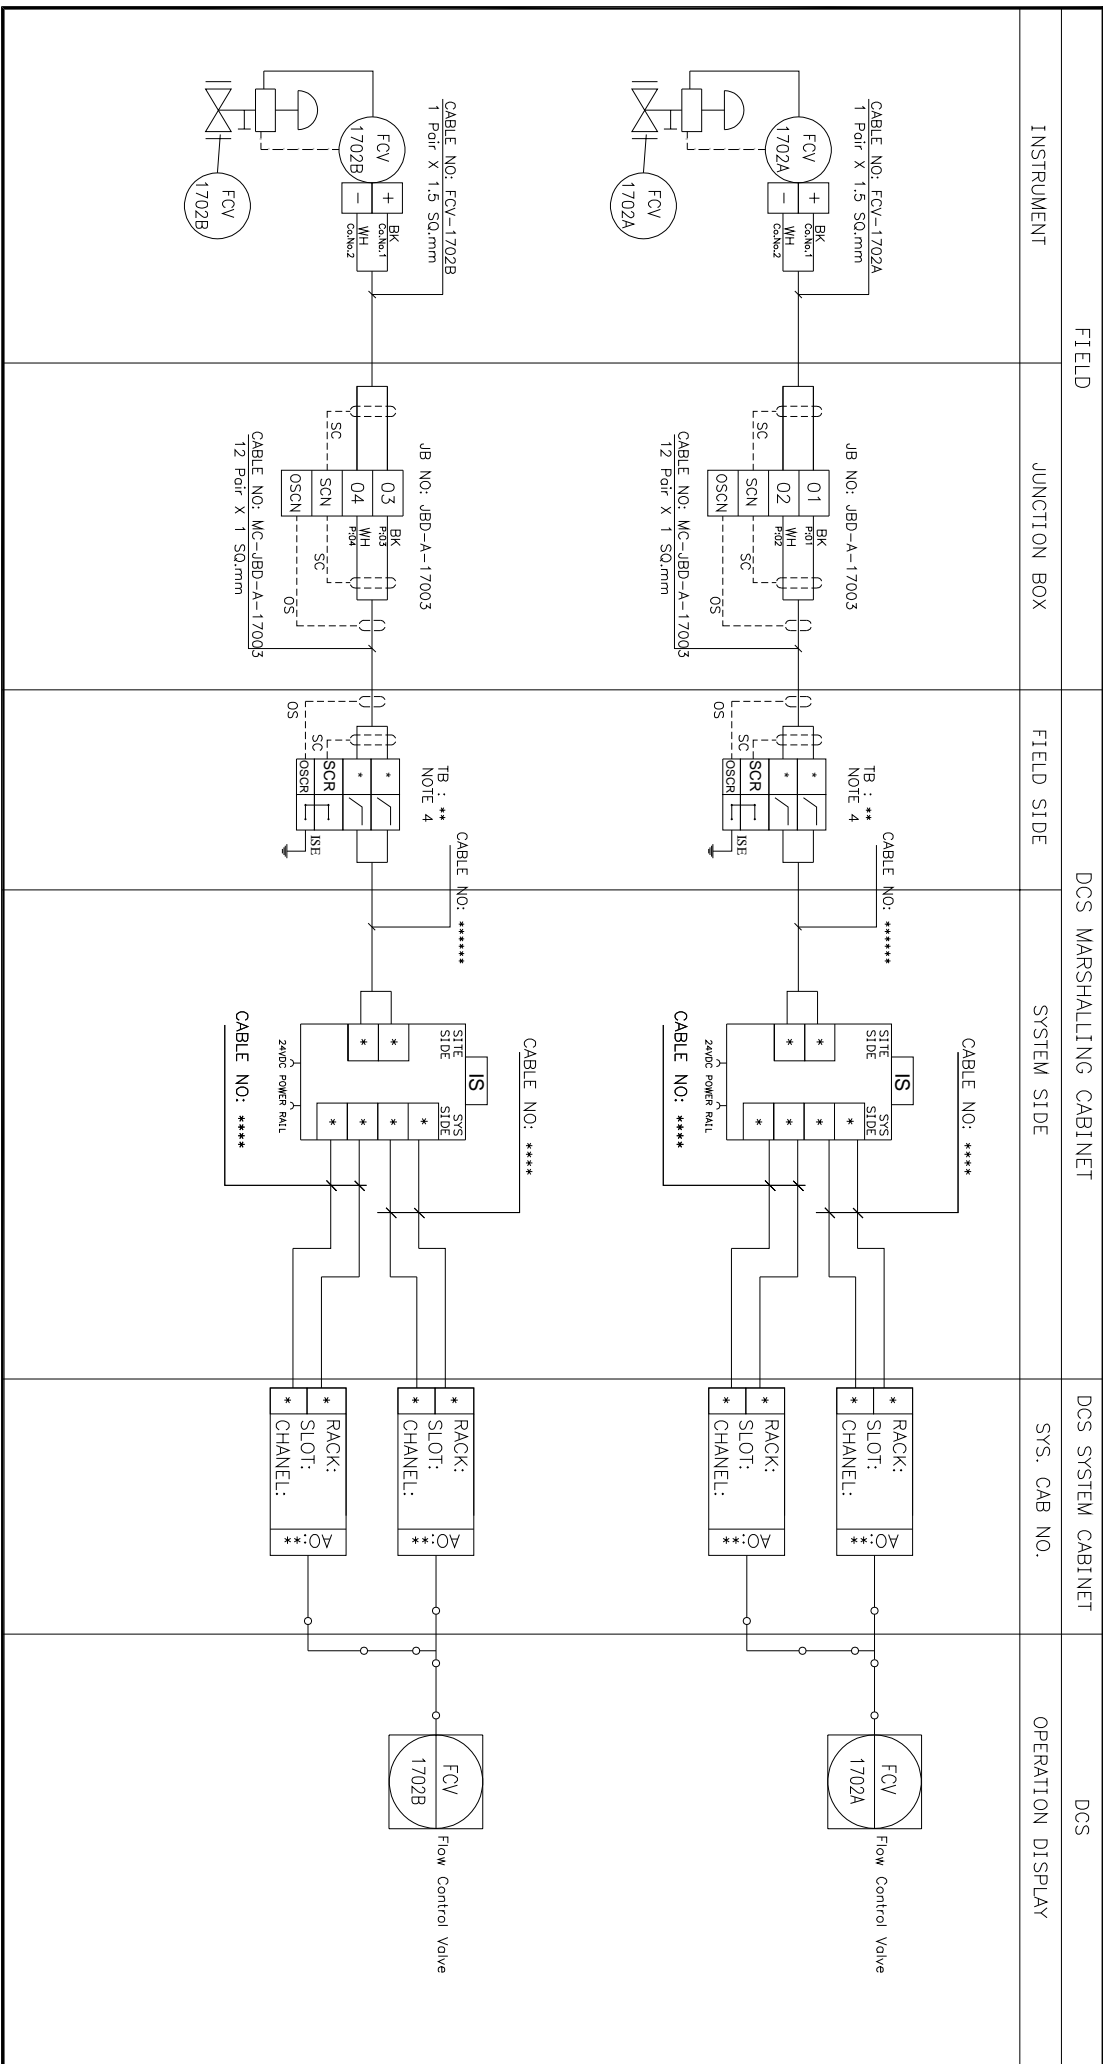 FIELD
DCS MARSHALLING CABINET
DCS SYSTEM CABINET
DCS
INSTRUMENT
JUNCTION BOX
FIELD SIDE
SYSTEM SIDE
SYS. CAB NO.
OPERATION DISPLAY
CABLE NO: FCV-1702A
1 Pair X 1.5 SQ.mm
FCV
1702A
+
-
BK
Co.No.1
WH
Co.No.2
FCV
1702A
JB NO: JBD-A-17003
01
02
SCN
OSCN
BK
P:01
WH
P:02
SC
SC
OS
CABLE NO: MC-JBD-A-17003
12 Pair X 1 SQ.mm
TB : **
NOTE 4
*
*
SCR
OSCR
SC
OS
ISE
CABLE NO: ******
SITE
SIDE
IS
SYS
SIDE
*
*
*
*
*
*
24VDC POWER RAIL
CABLE NO: ****
CABLE NO: ****
*
*
RACK:
SLOT:
CHANEL:
AO:**
*
*
RACK:
SLOT:
CHANEL:
AO:**
FCV
1702A
Flow Control Valve
CABLE NO: FCV-1702B
1 Pair X 1.5 SQ.mm
FCV
1702B
+
-
BK
Co.No.1
WH
Co.No.2
FCV
1702B
JB NO: JBD-A-17003
03
04
SCN
OSCN
BK
P:03
WH
P:04
SC
SC
OS
CABLE NO: MC-JBD-A-17003
12 Pair X 1 SQ.mm
TB : **
NOTE 4
*
*
SCR
OSCR
SC
OS
ISE
CABLE NO: ******
SITE
SIDE
IS
SYS
SIDE
*
*
*
*
*
*
24VDC POWER RAIL
CABLE NO: ****
CABLE NO: ****
*
*
RACK:
SLOT:
CHANEL:
AO:**
*
*
RACK:
SLOT:
CHANEL:
AO:**
FCV
1702B
Flow Control Valve